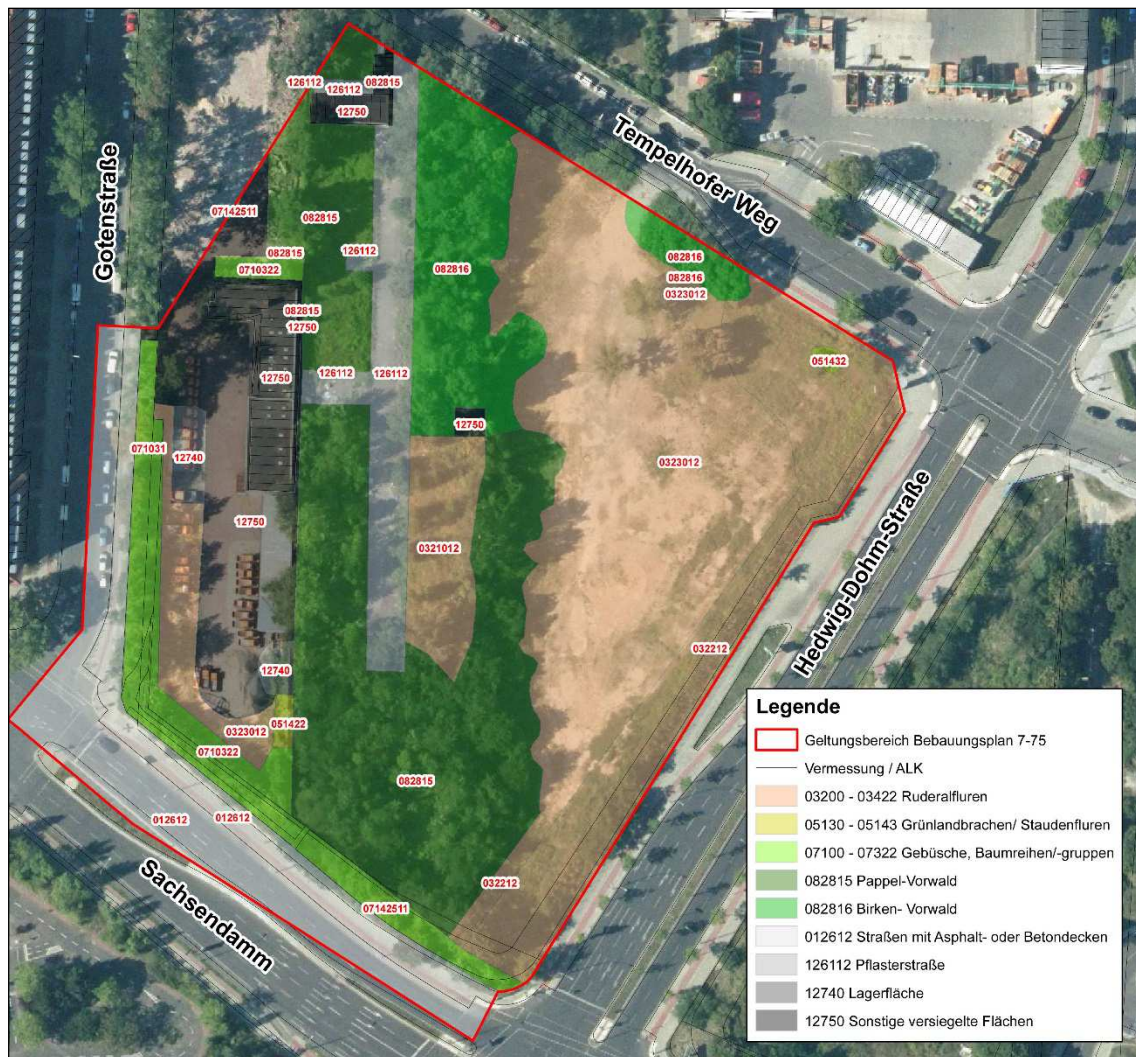 126112
126112
082815
12750
Tempelhofer Weg
Gotenstraße
07142511
082815
082815
126112
0710322
082816
082816
082816
0323012
082815
12750
12750
126112
126112
051432
12750
071031
12740
0323012
12750
0321012
Hedwig-Dohm-Straße
032212
12740
051422
0323012
0710322
082815
012612
012612
Sachsendamm
032212
07142511
Legende
Geltungsbereich Bebauungsplan 7-75
Vermessung / ALK
03200 - 03422 Ruderalfluren
05130 - 05143 Grünlandbrachen/ Staudenfluren
07100 - 07322 Gebüsche, Baumreihen/-gruppen
082815 Pappel-Vorwald
082816 Birken- Vorwald
012612 Straßen mit Asphalt- oder Betondecken
126112 Pflasterstraße
12740 Lagerfläche
12750 Sonstige versiegelte Flächen